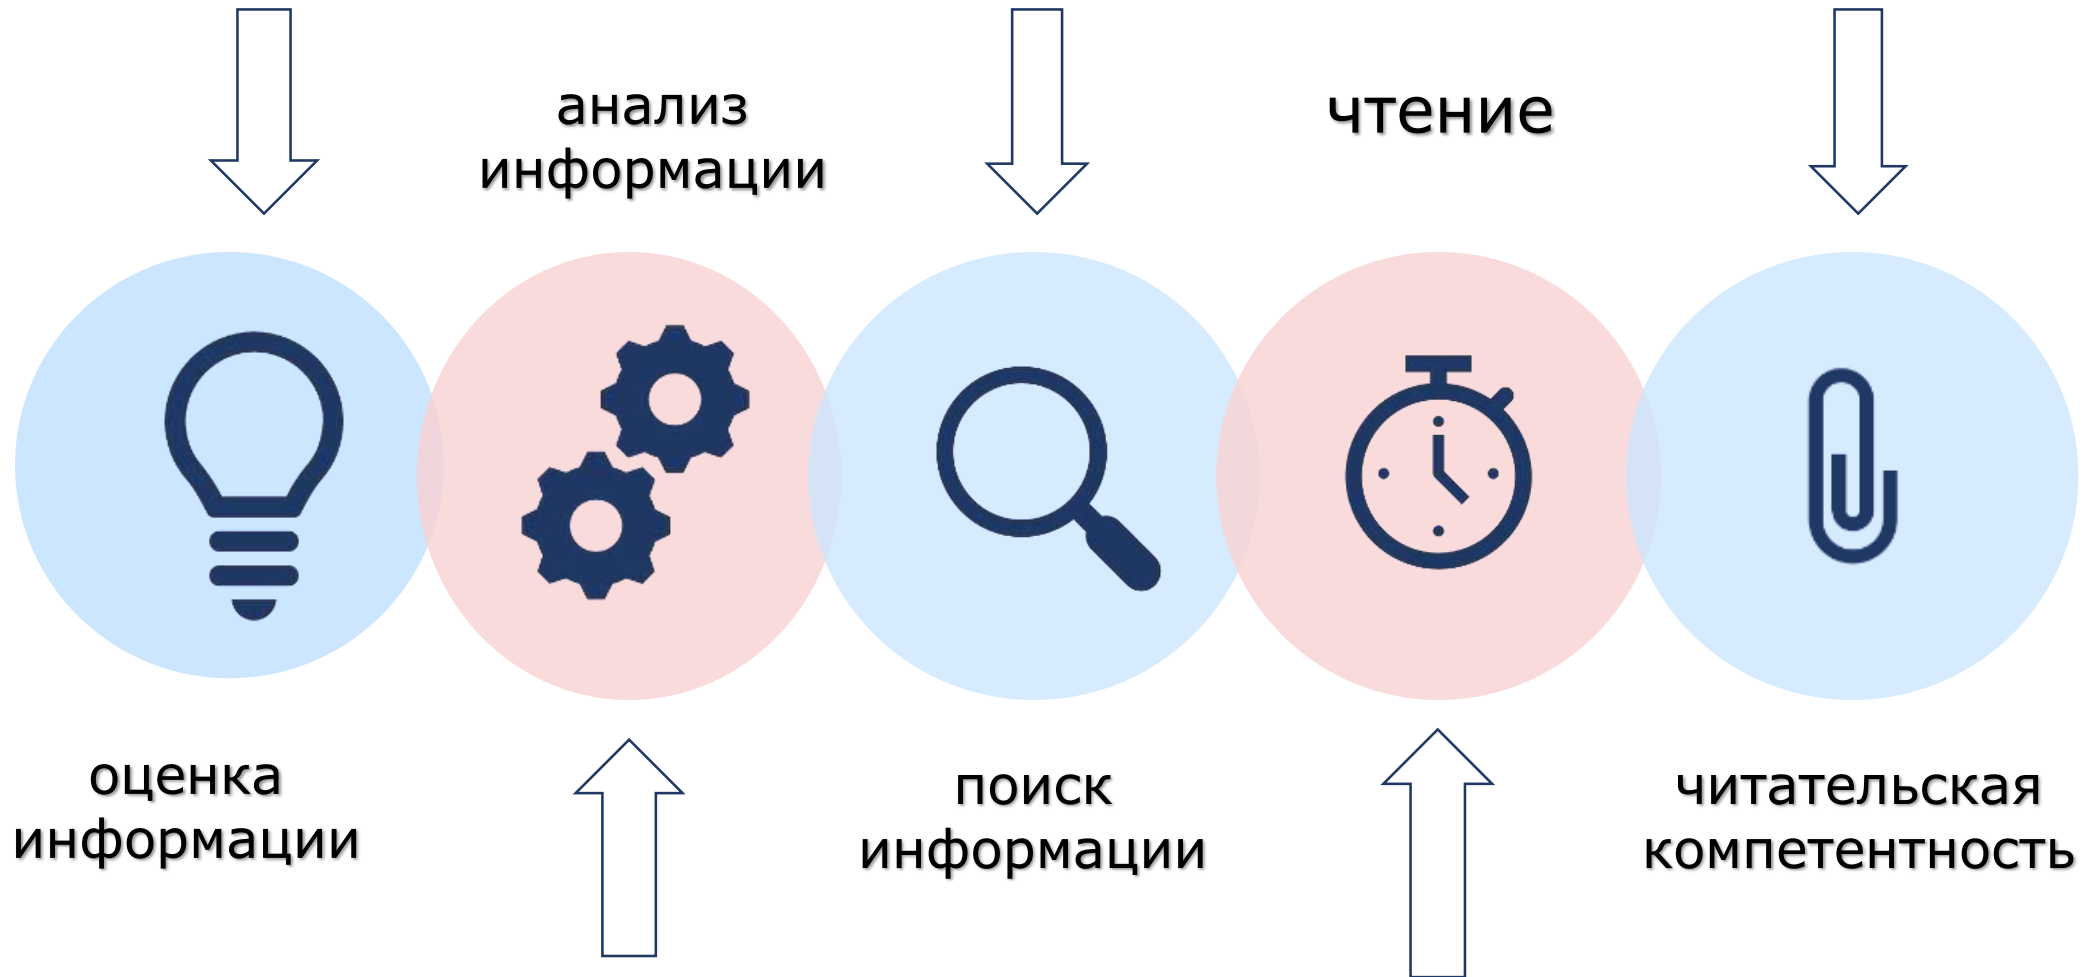 анализ
информации
чтение
оценка
информации
поиск
информации
читательская
компетентность